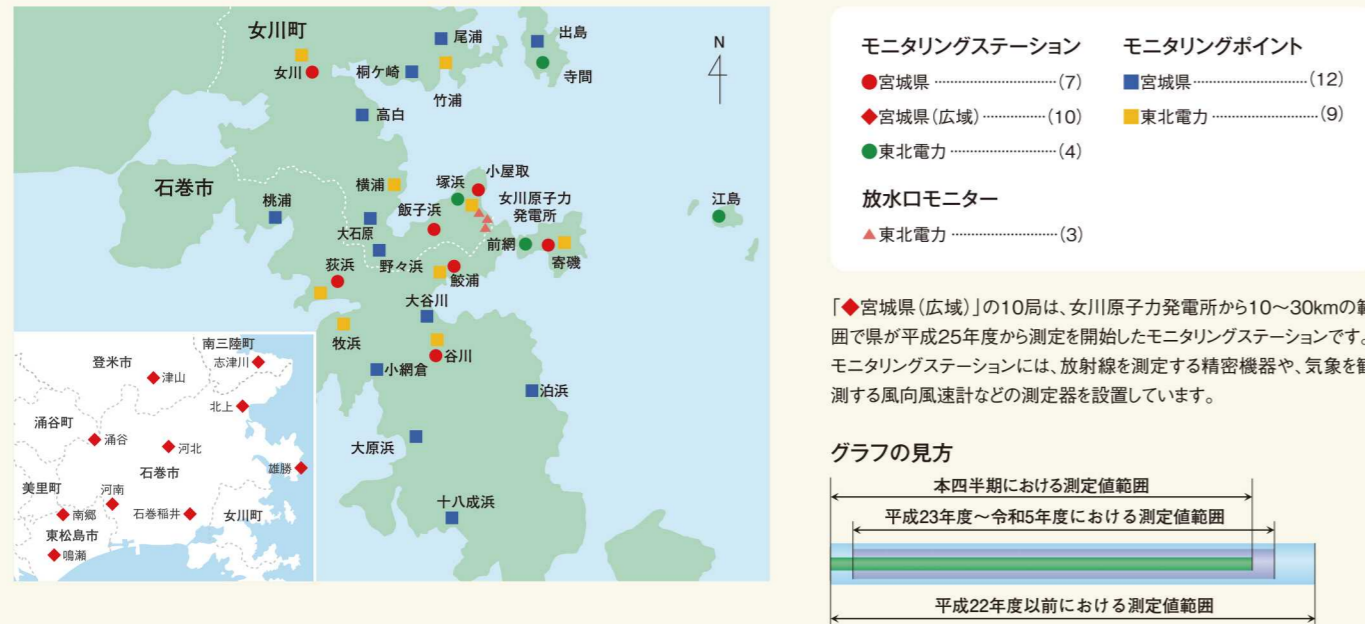 女川町
尾浦
出島
女川
桐ケ崎
竹浦
寺間
高白
N
石巻市
桃浦
横浦
塚浜
小屋取
飯子浜
女川原子力
発電所
大石原
江島
前網
寄磯
荻浜
野々浜
鮫浦
大谷川
牧浜
谷川
小網倉
泊浜
大原浜
十八成浜
南三陸町
登米市
志津川
津山
北上
涌谷町
涌谷
河北
石巻市
雄勝
美里町
河南
南郷
石巻稲井
女川町
東松島市
鳴瀬
モニタリングステーション
●宮城県 ……………………(7)
◆宮城県(広域) ……………(10)
●東北電力 …………………(4)
モニタリングポイント
■宮城県 ……………………(12)
■東北電力 …………………(9)
放水口モニター
▲東北電力 …………………(3)
「◆宮城県(広域)」の10局は、女川原子力発電所から10〜30kmの範
囲で県が平成25年度から測定を開始したモニタリングステーションです。
モニタリングステーションには、放射線を測定する精密機器や、気象を観
測する風向風速計などの測定器を設置しています。
グラフの見方
本四半期における測定値範囲
平成23年度〜令和5年度における測定値範囲
平成22年度以前における測定値範囲